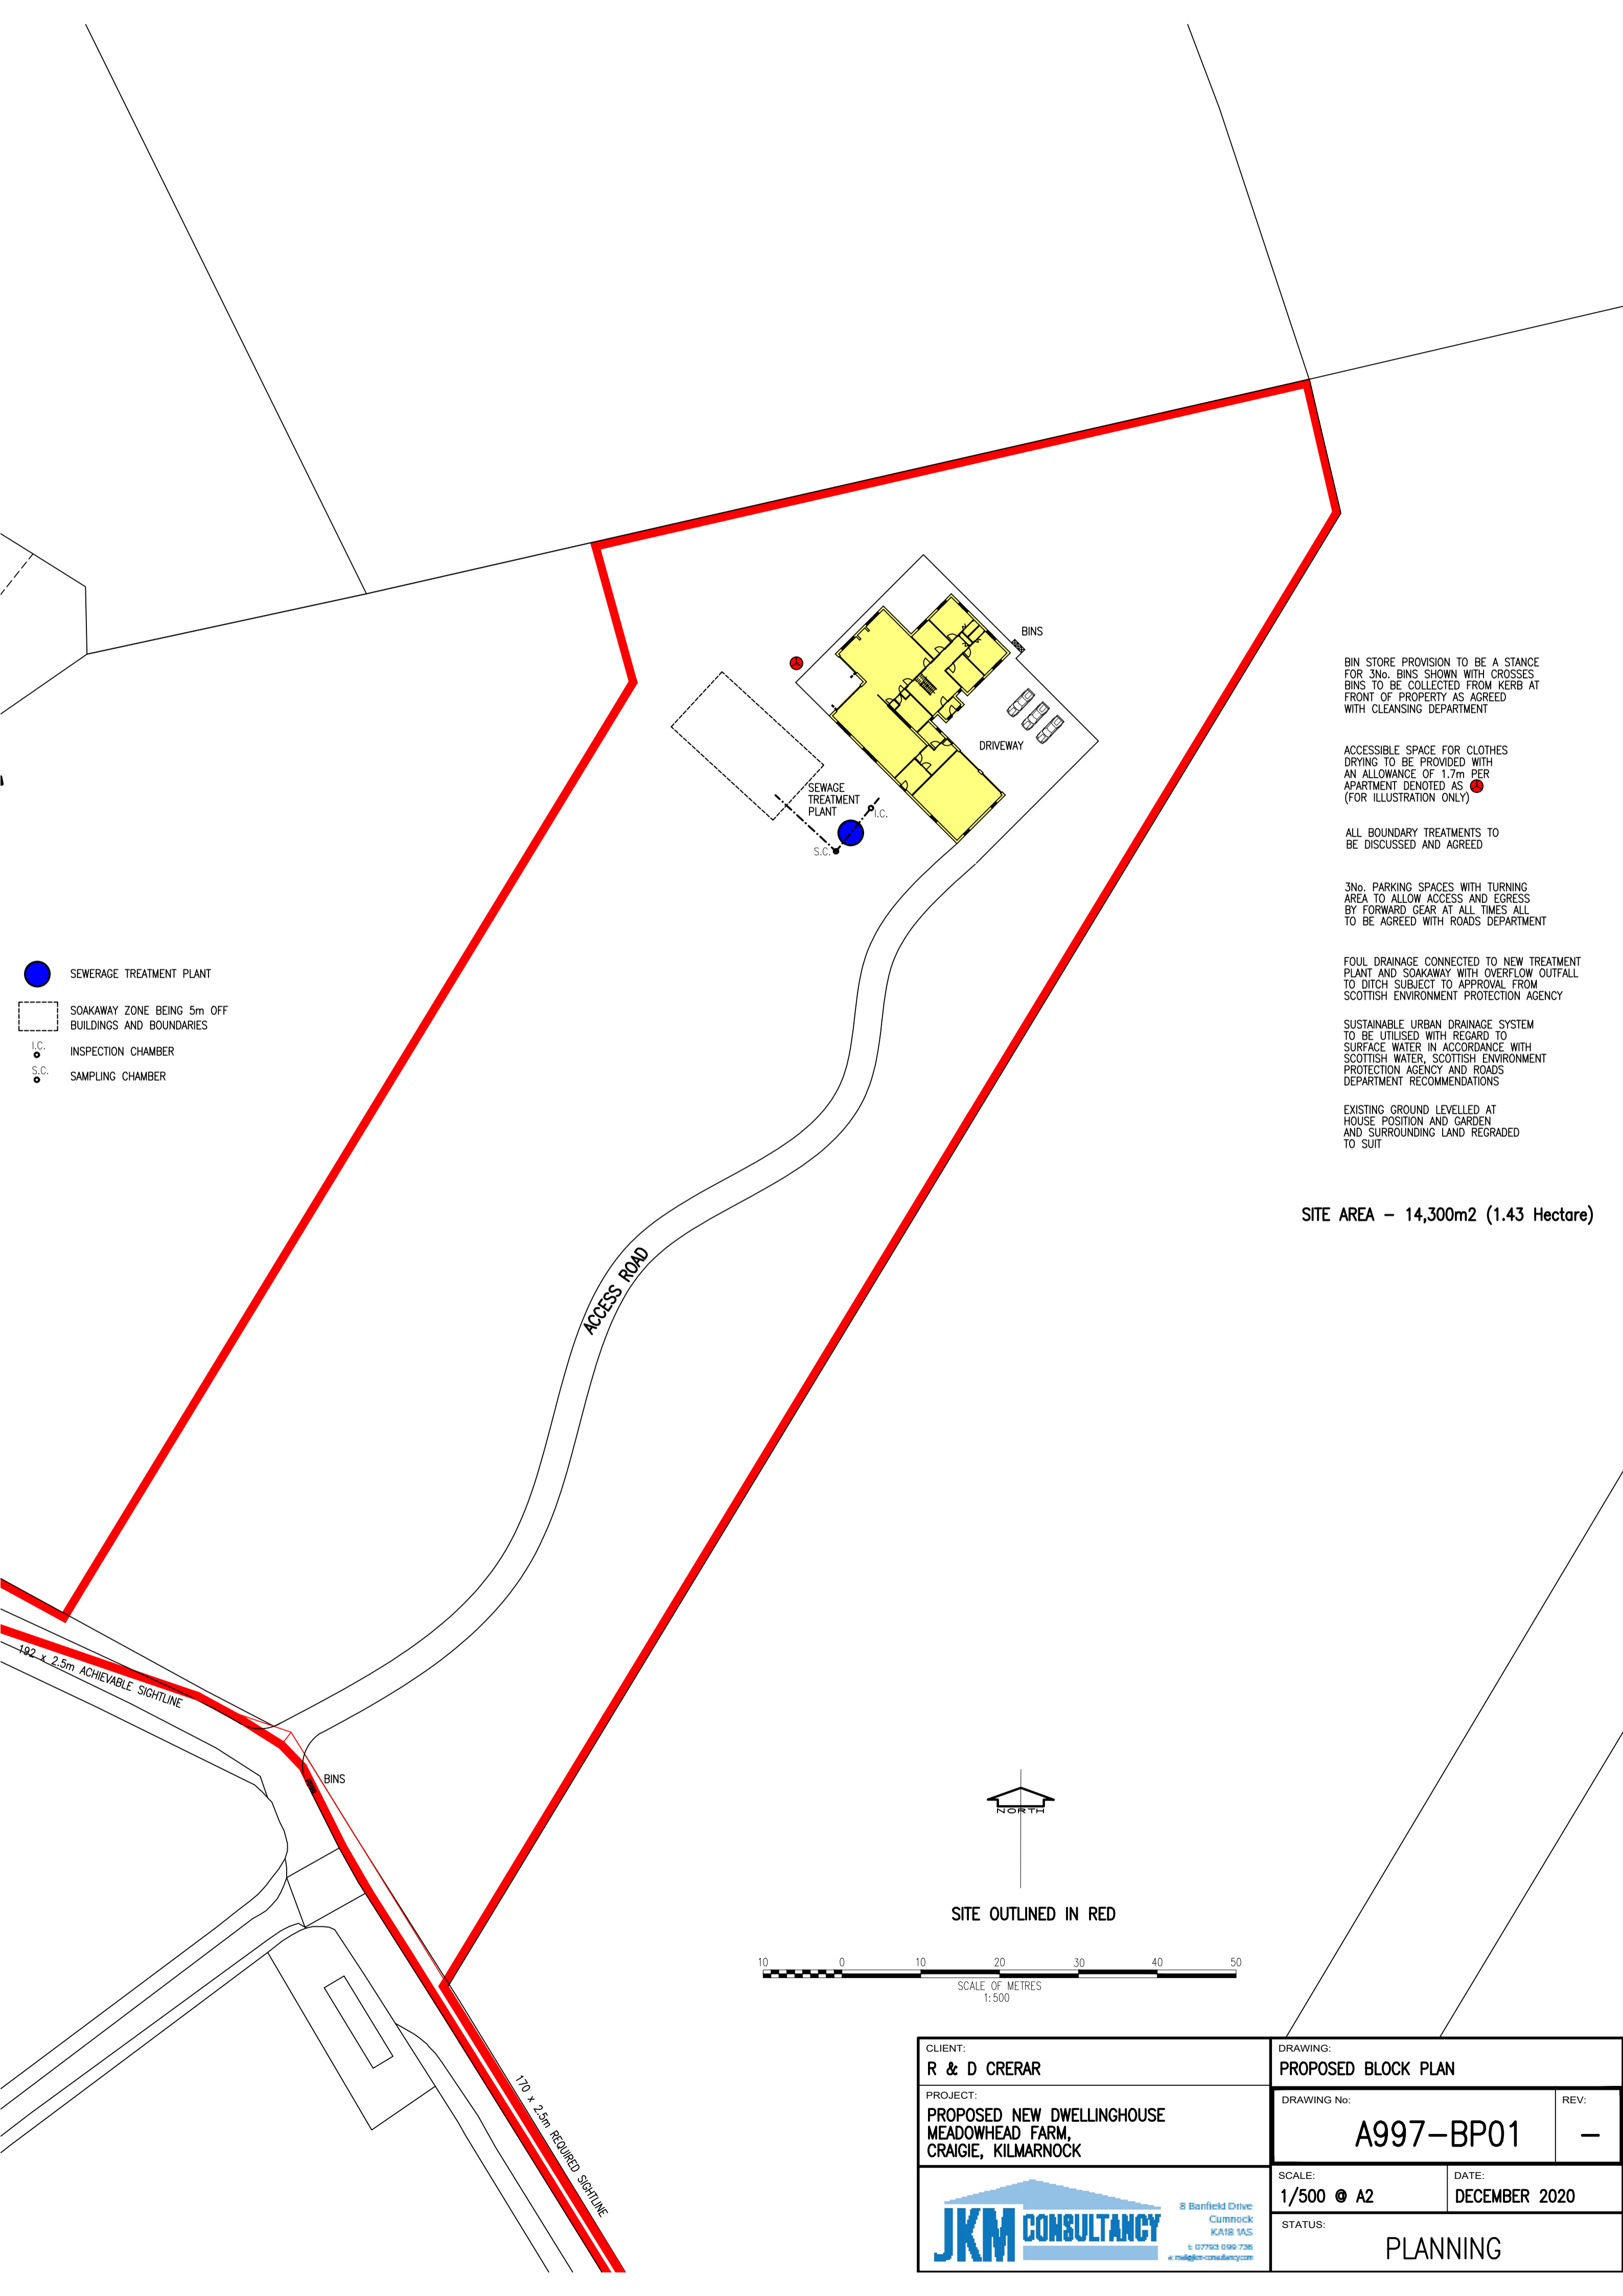 BINS
DRIVEWAY
SEWAGE
TREATMENT
PLANT
I.C.
S.C.
BIN STORE PROVISION TO BE A STANCE
FOR 3No. BINS SHOWN WITH CROSSES
BINS TO BE COLLECTED FROM KERB AT
FRONT OF PROPERTY AS AGREED
WITH CLEANSING DEPARTMENT
ACCESSIBLE SPACE FOR CLOTHES
DRYING TO BE PROVIDED WITH
AN ALLOWANCE OF 1.7m PER
APARTMENT DENOTED AS
(FOR ILLUSTRATION ONLY)
ALL BOUNDARY TREATMENTS TO
BE DISCUSSED AND AGREED
3No. PARKING SPACES WITH TURNING
AREA TO ALLOW ACCESS AND EGRESS
BY FORWARD GEAR AT ALL TIMES ALL
TO BE AGREED WITH ROADS DEPARTMENT
FOUL DRAINAGE CONNECTED TO NEW TREATMENT
PLANT AND SOAKAWAY WITH OVERFLOW OUTFALL
TO DITCH SUBJECT TO APPROVAL FROM
SCOTTISH ENVIRONMENT PROTECTION AGENCY
SUSTAINABLE URBAN DRAINAGE SYSTEM
TO BE UTILISED WITH REGARD TO
SURFACE WATER IN ACCORDANCE WITH
SCOTTISH WATER, SCOTTISH ENVIRONMENT
PROTECTION AGENCY AND ROADS
DEPARTMENT RECOMMENDATIONS
EXISTING GROUND LEVELLED AT
HOUSE POSITION AND GARDEN
AND SURROUNDING LAND REGRADED
TO SUIT
SITE AREA – 14,300m2 (1.43 Hectare)
SEWERAGE TREATMENT PLANT
SOAKAWAY ZONE BEING 5m OFF
BUILDINGS AND BOUNDARIES
I.C.
INSPECTION CHAMBER
S.C.
SAMPLING CHAMBER
ACCESS ROAD
192 x 2.5m ACHIEVABLE SIGHTLINE
BINS
170 x 2.5m REQUIRED SIGHTLINE
NORTH
SITE OUTLINED IN RED
10 0 10 20 30 40 50
SCALE OF METRES
1:500
CLIENT:
R & D CRERAR
PROJECT:
PROPOSED NEW DWELLINGHOUSE
MEADOWHEAD FARM,
CRAIGIE, KILMARNOCK
DRAWING:
PROPOSED BLOCK PLAN
DRAWING No:
A997-BP01
REV:
–
SCALE:
1/500 @ A2
DATE:
DECEMBER 2020
STATUS:
PLANNING
JKM CONSULTANCY
8 Banfield Drive
Cumnock
KA18 1AS
t: 07793 099 736